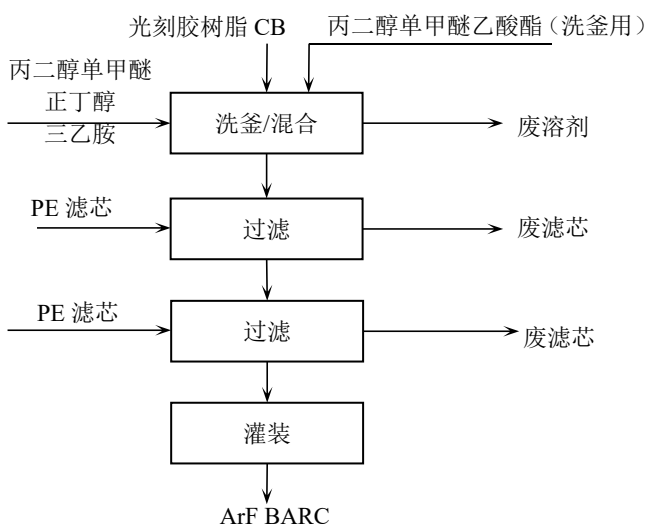 光刻胶树脂 CB
丙二醇单甲醚乙酸酯（洗釜用）
丙二醇单甲醚
正丁醇
三乙胺
洗釜/混合
废溶剂
PE 滤芯
过滤
废滤芯
PE 滤芯
过滤
废滤芯
灌装
ArF BARC